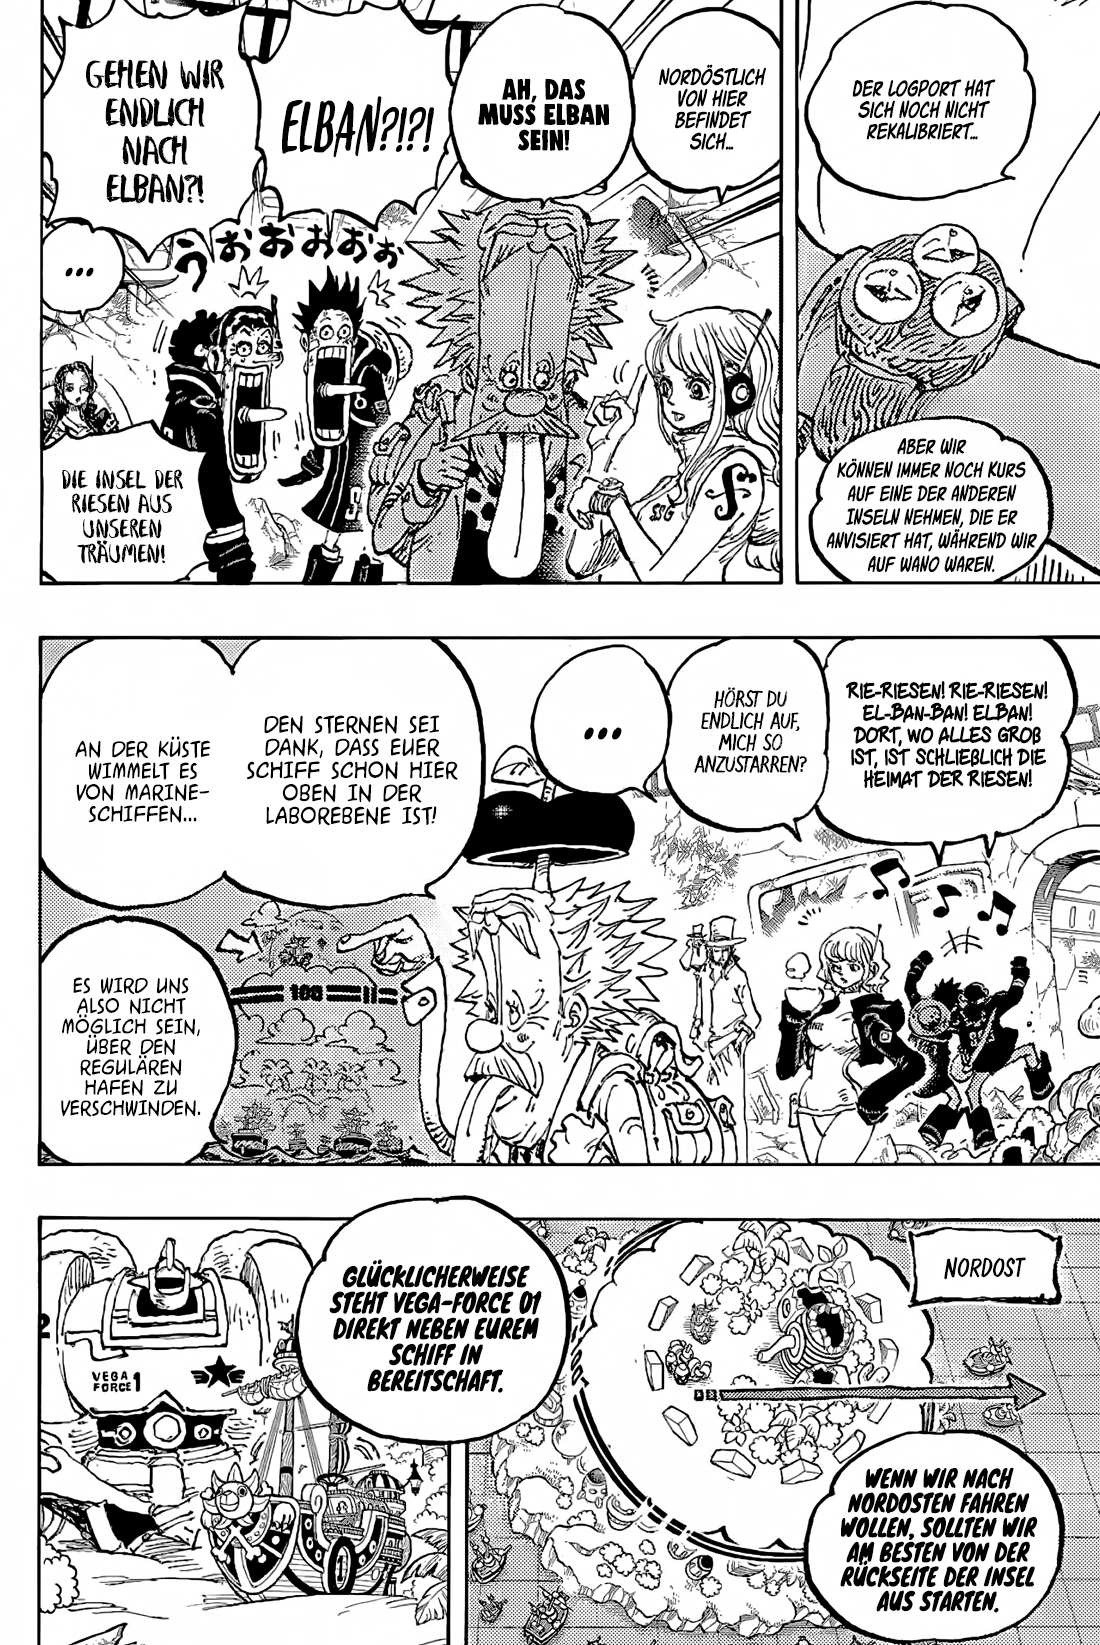 DER LOGPORT HAT
SICH NOCH NICHT
REKALIBRIERT...
ABER WIR
KÖNNEN IMMER NOCH KURS
AUF EINE DER ANDEREN
INSELN NEHMEN, DIE ER
ANVISIERT HAT, WÄHREND WIR
AUF WANO WAREN.
NORDÖSTLICH
VON HIER
BEFINDET
SICH...
AH, DAS
MUSS ELBAN
SEIN!
ELBAN?!?!
GEHEN WIR
ENDLICH
NACH
ELBAN?!
うぉおおおおぉ
...
DIE INSEL DER
RIESEN AUS
UNSEREN
TRÄUMEN!
SSG
RIE-RIESEN! RIE-RIESEN!
EL-BAN-BAN! ELBAN!
DORT, WO ALLES GROß
IST, IST SCHLIEßLICH DIE
HEIMAT DER RIESEN!
HÖRST DU
ENDLICH AUF,
MICH SO
ANZUSTARREN?
...
DEN STERNEN SEI
DANK, DASS EUER
SCHIFF SCHON HIER
OBEN IN DER
LABOREBENE IST!
AN DER KÜSTE
WIMMELT ES
VON MARINE-
SCHIFFEN...
ES WIRD UNS
ALSO NICHT
MÖGLICH SEIN,
ÜBER DEN
REGULÄREN
HAFEN ZU
VERSCHWINDEN.
NORDOST
WENN WIR NACH
NORDOSTEN FAHREN
WOLLEN, SOLLTEN WIR
AM BESTEN VON DER
RÜCKSEITE DER INSEL
AUS STARTEN.
GLÜCKLICHERWEISE
STEHT VEGA-FORCE 01
DIREKT NEBEN EUREM
SCHIFF IN
BEREITSCHAFT.
2
VEGA
FORCE 1
1